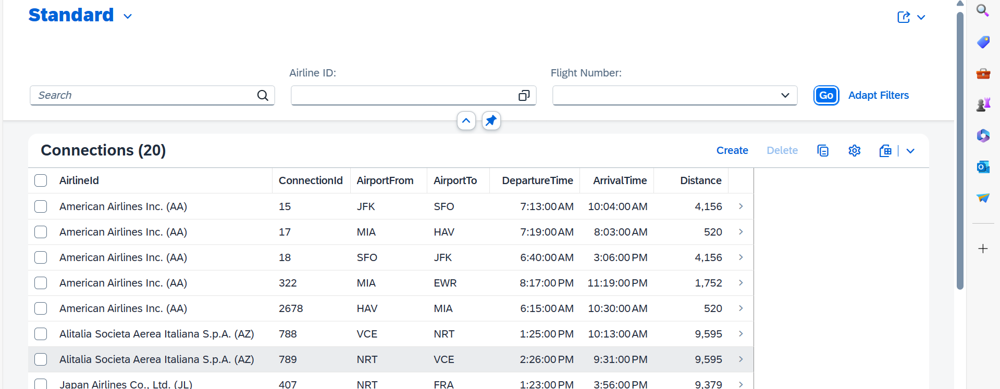 Standard
Airline ID:
Flight Number:
Search
Go
Adapt Filters
Connections (20)
Create
Delete
AirlineId ConnectionId AirportFrom AirportTo DepartureTime ArrivalTime Distance
American Airlines Inc. (AA) 15 JFK SFO 7:13:00 AM 10:04:00 AM 4,156
American Airlines Inc. (AA) 17 MIA HAV 7:19:00 AM 8:03:00 AM 520
American Airlines Inc. (AA) 18 SFO JFK 6:40:00 AM 3:06:00 PM 4,156
American Airlines Inc. (AA) 322 MIA EWR 8:17:00 PM 11:19:00 PM 1,752
American Airlines Inc. (AA) 2678 HAV MIA 6:15:00 AM 10:30:00 AM 520
Alitalia Societa Aerea Italiana S.p.A. (AZ) 788 VCE NRT 1:25:00 PM 10:13:00 AM 9,595
Alitalia Societa Aerea Italiana S.p.A. (AZ) 789 NRT VCE 2:26:00 PM 9:31:00 PM 9,595
Japan Airlines Co., Ltd. (JL) 407 NRT FRA 1:23:00 PM 3:56:00 PM 9,379